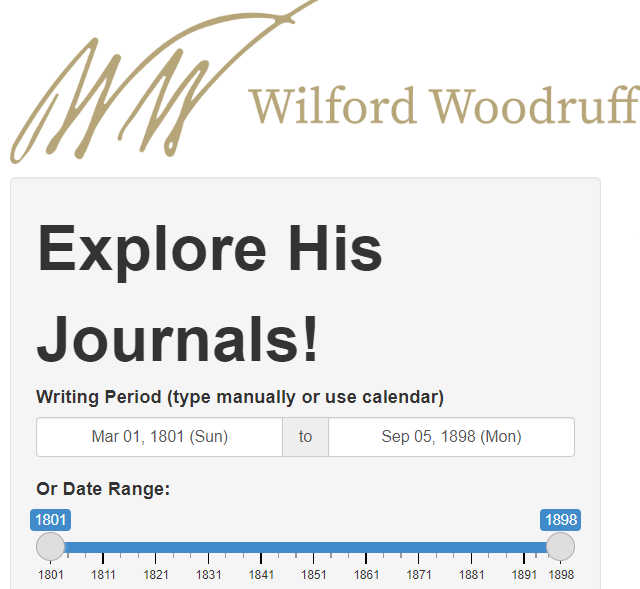 Wilford Woodruff
Explore His
Journals!
Writing Period (type manually or use calendar)
Mar 01, 1801 (Sun) to Sep 05, 1898 (Mon)
Or Date Range:
1801 1898
1801 1811 1821 1831 1841 1851 1861 1871 1881 1891 1898